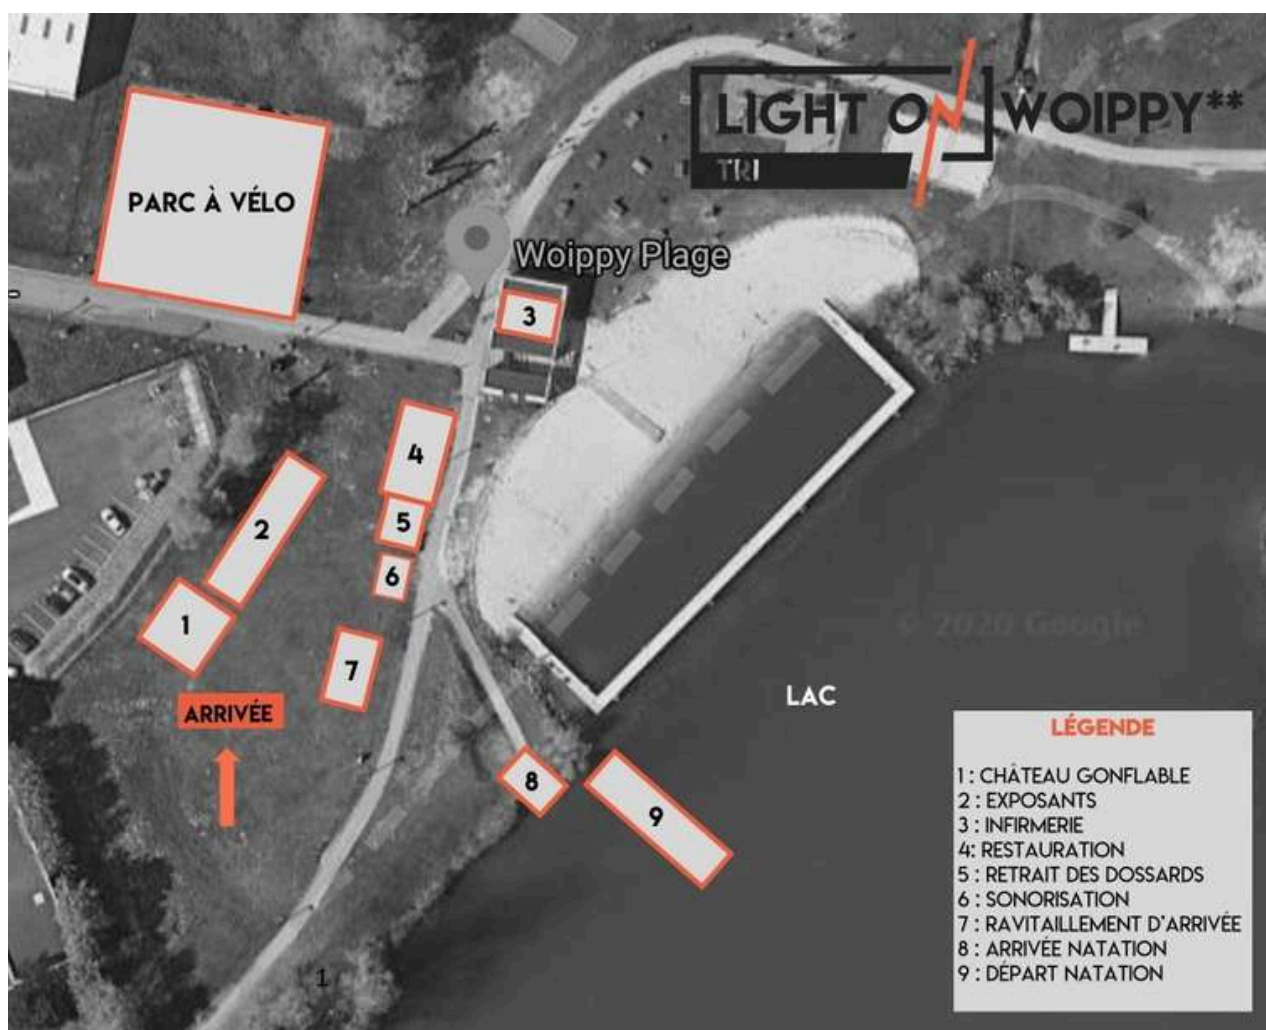 LIGHT ON WOIPPY**
TRI
PARC À VÉLO
Woippy Plage
3
4
2
5
6
1
© 2020 Google
7
LAC
ARRIVÉE
8
9
LÉGENDE
1 : CHÂTEAU GONFLABLE
2 : EXPOSANTS
3 : INFIRMERIE
4: RESTAURATION
5 : RETRAIT DES DOSSARDS
6 : SONORISATION
7 : RAVITAILLEMENT D'ARRIVÉE
8 : ARRIVÉE NATATION
9 : DÉPART NATATION
1